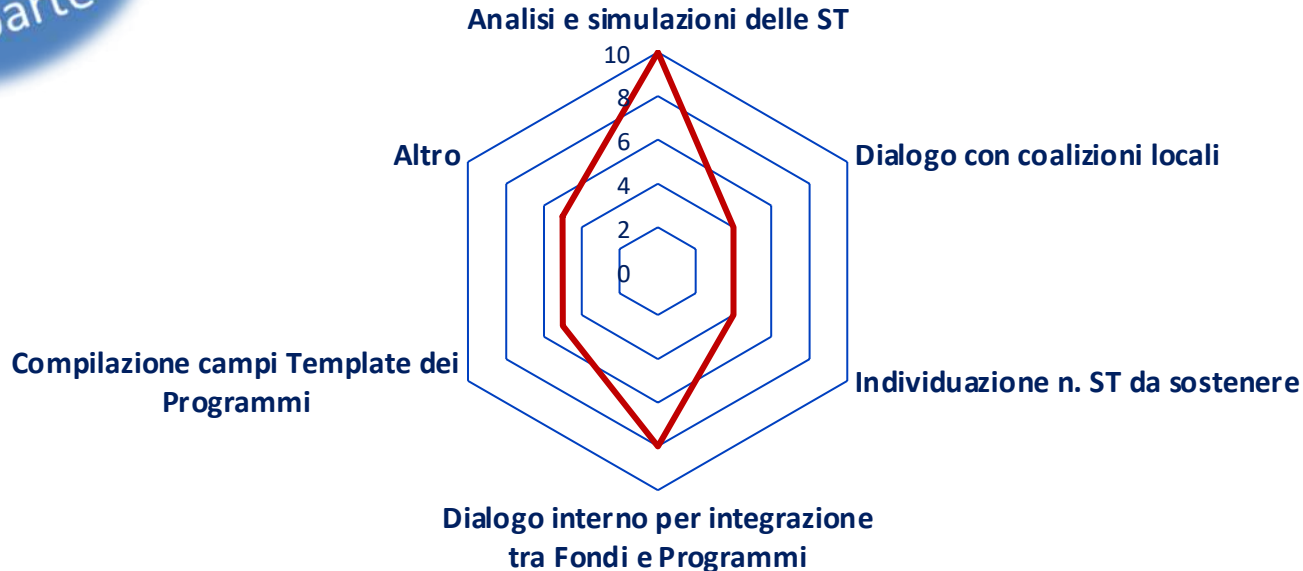 Analisi e simulazioni delle ST
10
8
6
4
2
0
Dialogo con coalizioni locali
Individuazione n. ST da sostenere
Dialogo interno per integrazione
tra Fondi e Programmi
Compilazione campi Template dei
Programmi
Altro